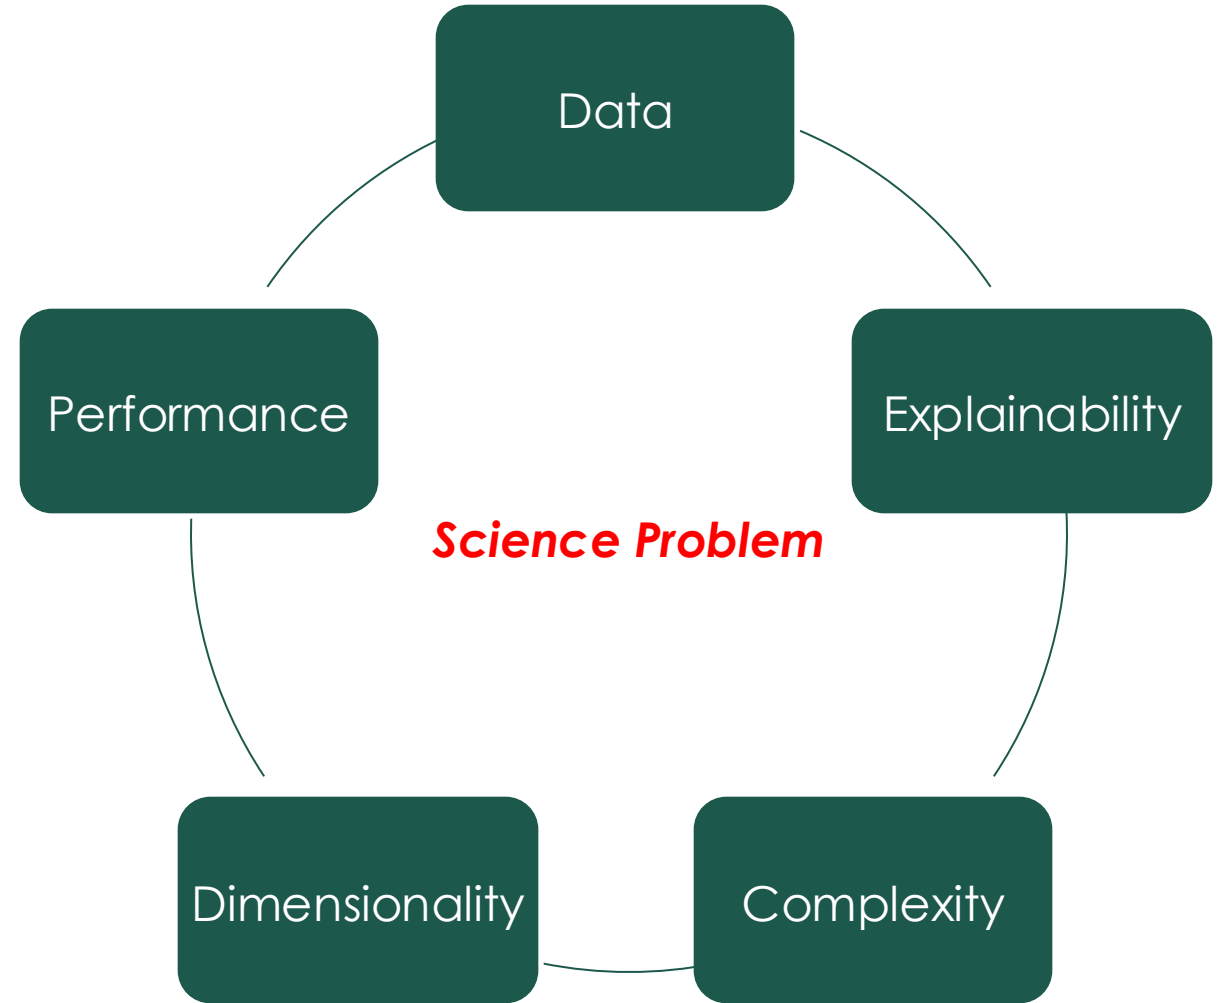 Data
Performance
Explainability
Science Problem
Dimensionality
Complexity